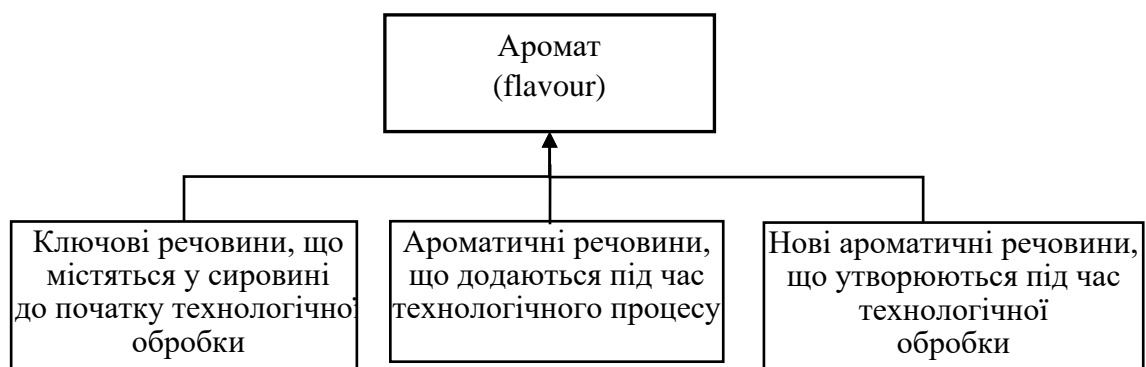 Аромат
(flavour)
Ключові речовини, що
містяться у сировині
до початку технологічної
обробки
Ароматичні речовини,
що додаються під час
технологічного процесу
Нові ароматичні речовини,
що утворюються під час
технологічної
обробки